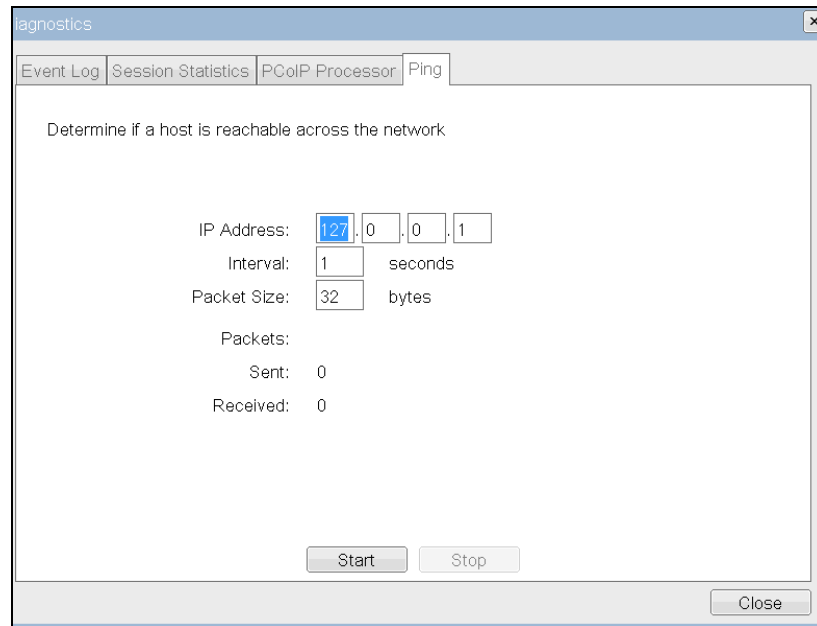 iagnostics
Event Log Session Statistics PCoIP Processor Ping
Determine if a host is reachable across the network
IP Address: 127 . 0 . 0 . 1
Interval: 1 seconds
Packet Size: 32 bytes
Packets:
Sent: 0
Received: 0
Start Stop
Close